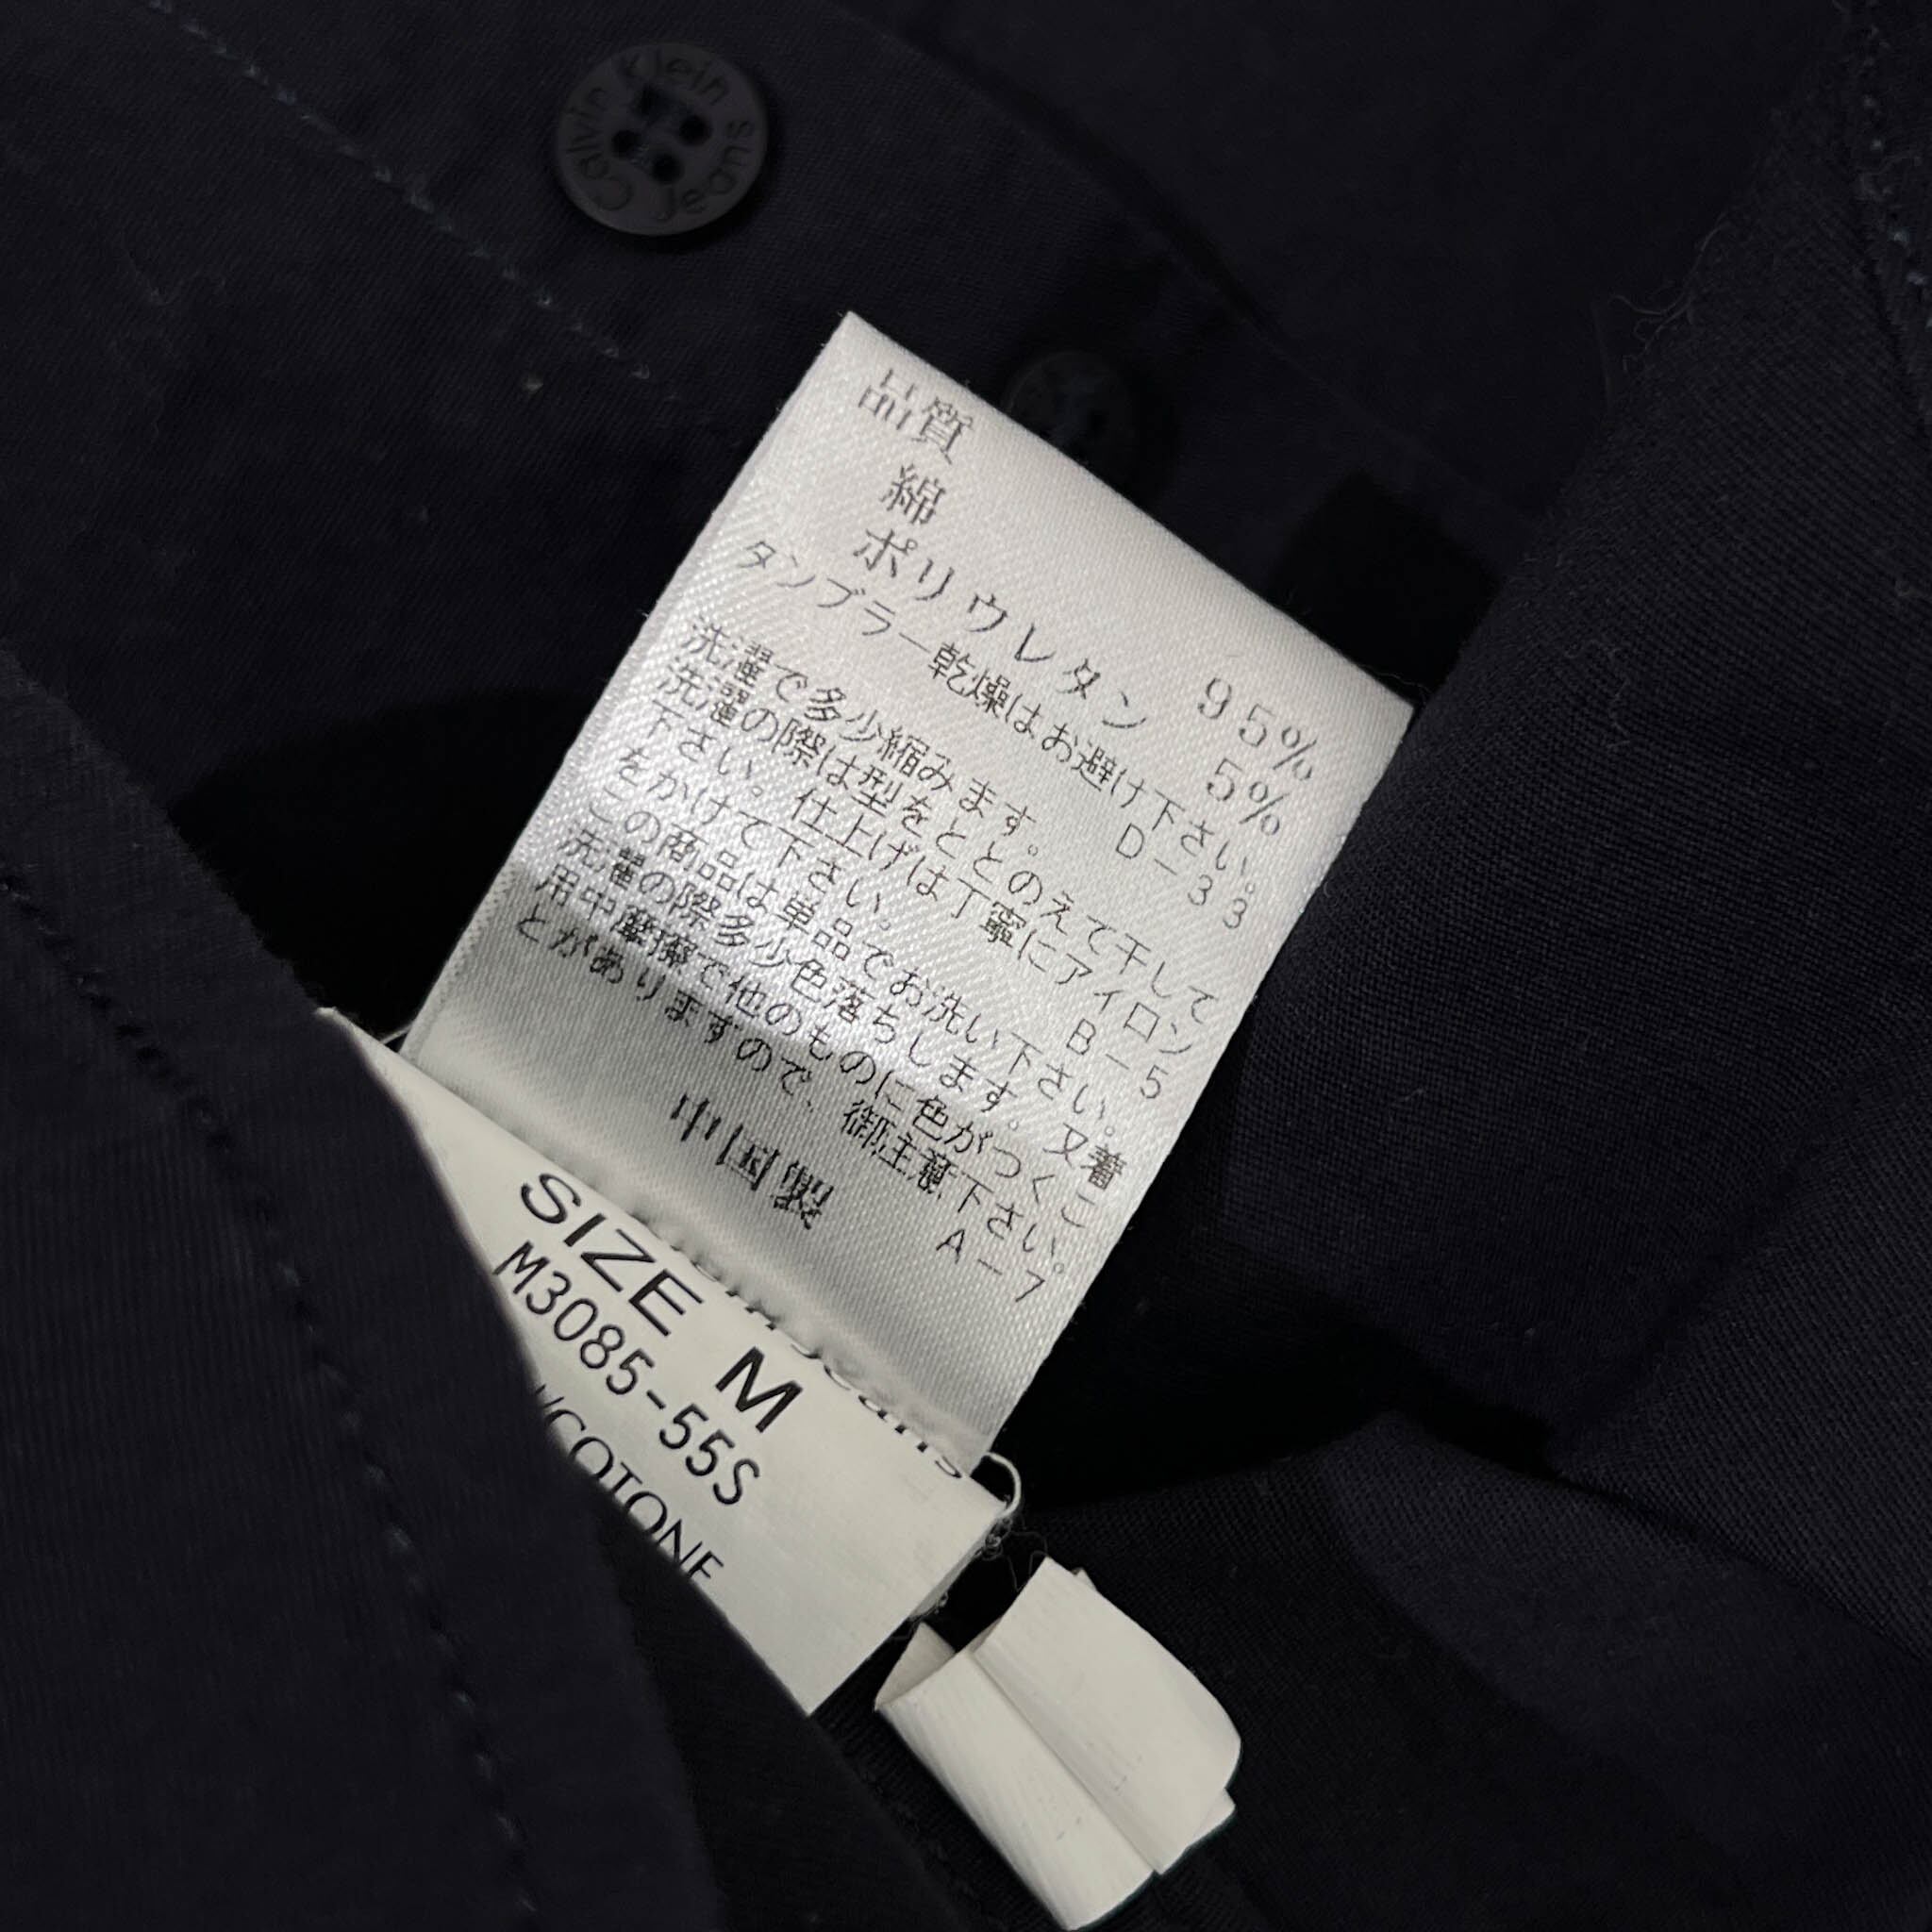 Calvin Klein Jeans
品質
綿 95%
ポリウレタン 5%
タンブラー乾燥はお避け下さい。
D-33
洗濯で多少縮みます。
洗濯の際は型をととのえて干して
下さい。仕上げは丁寧にアイロン
をかけて下さい。 B-5
この商品は単品でお洗い下さい。
洗濯の際多少色落ちします。又着
用中摩擦で他のものに色がつくこ
とがありますので、御注意下さい。
A-7
中国製
SIZE M
M3085-55S
/COTONE